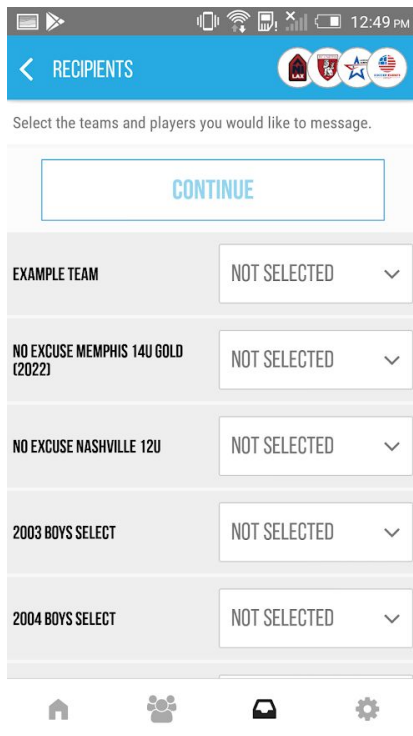 12:49 PM
RECIPIENTS
Select the teams and players you would like to message.
CONTINUE
EXAMPLE TEAM
NOT SELECTED
NO EXCUSE MEMPHIS 14U GOLD
(2022)
NOT SELECTED
NO EXCUSE NASHVILLE 12U
NOT SELECTED
2003 BOYS SELECT
NOT SELECTED
2004 BOYS SELECT
NOT SELECTED